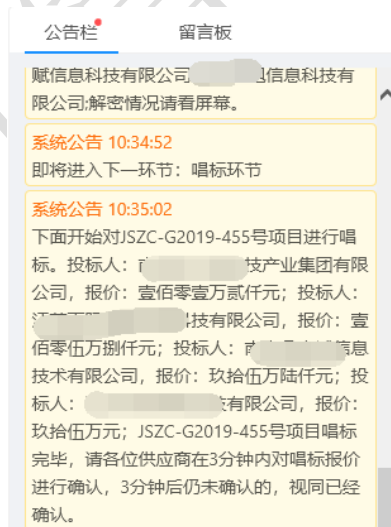 公告栏 留言板
赋信息科技有限公司 信息科技有
限公司;解密情况请看屏幕。
系统公告 10:34:52
即将进入下一环节：唱标环节
系统公告 10:35:02
下面开始对JSZC-G2019-455号项目进行唱
标。投标人： 技产业集团有限
公司，报价：壹佰零壹万贰仟元；投标人：
科技有限公司，报价：壹
佰零伍万捌仟元；投标人： 信息
技术有限公司，报价：玖拾伍万陆仟元；投
标人： 有限公司，报价：
玖拾伍万元；JSZC-G2019-455号项目唱标
完毕，请各位供应商在3分钟内对唱标报价
进行确认，3分钟后仍未确认的，视同已经
确认。